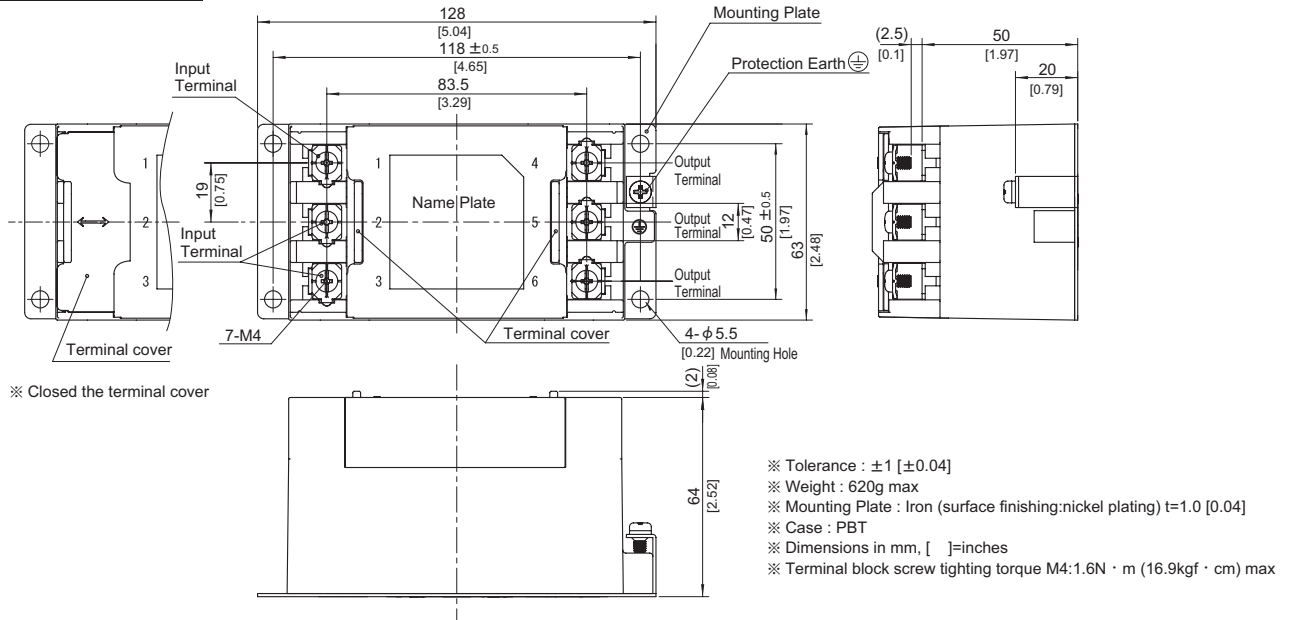 128
[5.04]
118 ±0.5
[4.65]
83.5
[3.29]
Mounting Plate
Protection Earth
Input
Terminal
(2.5)
[0.1]
50
[1.97]
20
[0.79]
1
2
3
19
[0.75]
Input
Terminal
1
2
3
Name Plate
4
5
6
Output
Terminal
Output
Terminal
Output
Terminal
12
[0.47]
50 ±0.5
[1.97]
63
[2.48]
7-M4
Terminal cover
Terminal cover
4-φ5.5
[0.22] Mounting Hole
※ Closed the terminal cover
(2)
[0.08]
64
[2.52]
※ Tolerance : ±1 [±0.04]
※ Weight : 620g max
※ Mounting Plate : Iron (surface finishing:nickel plating) t=1.0 [0.04]
※ Case : PBT
※ Dimensions in mm, [ ]=inches
※ Terminal block screw tighting torque M4:1.6N・m (16.9kgf・cm) max